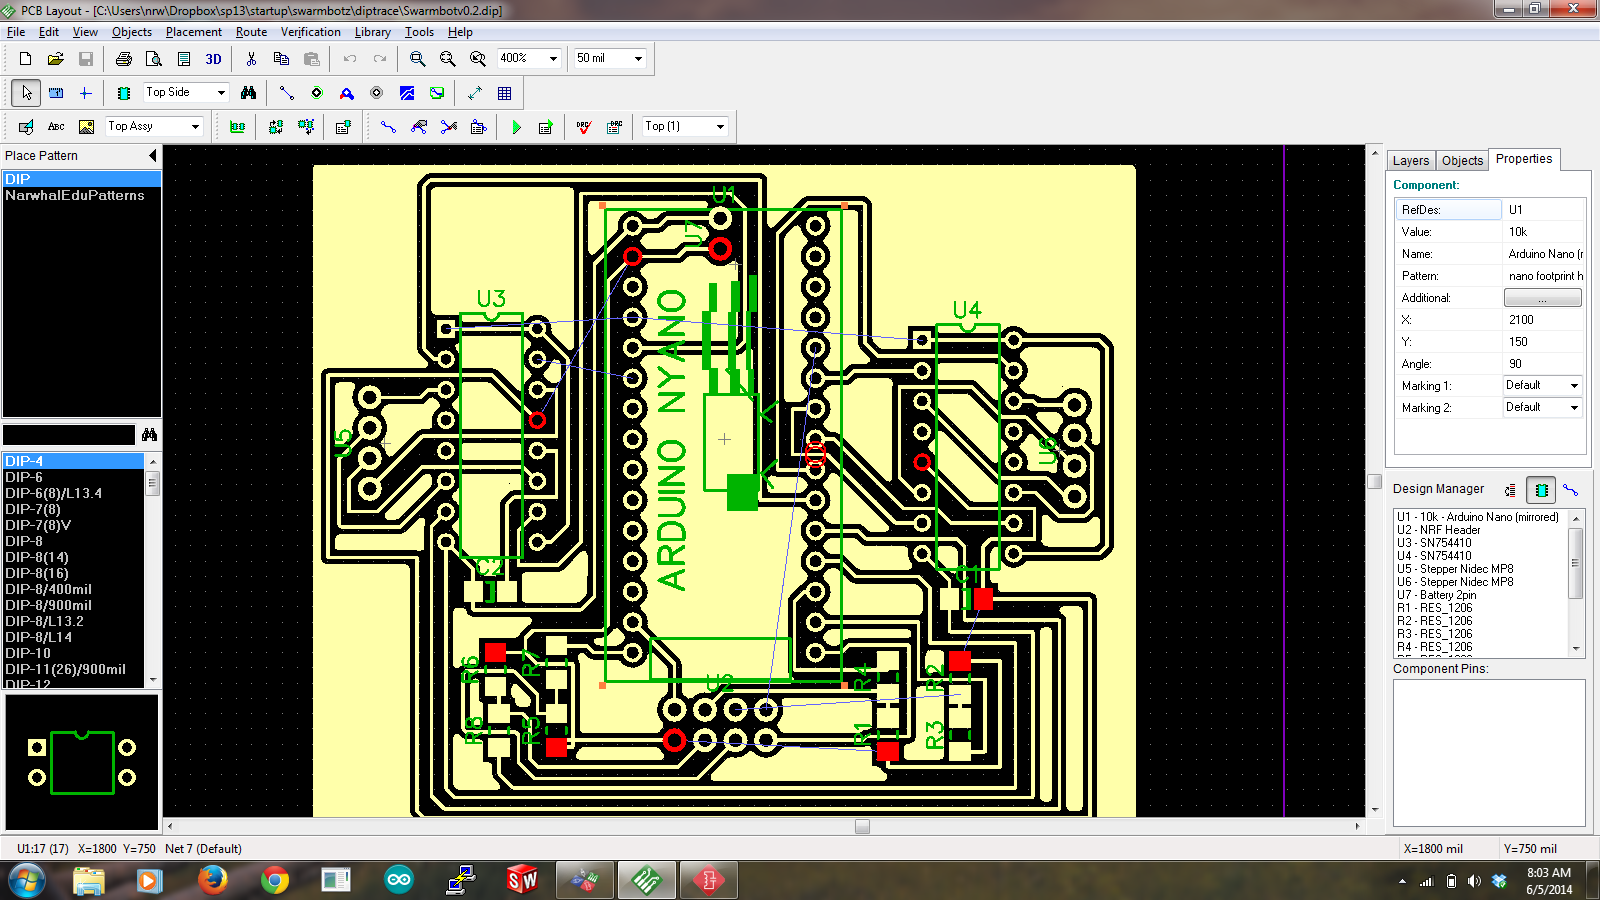 PCB Layout - [C:\Users\nrw\Dropbox\sp13\startup\swarmbotz\diptrace\Swarmbotv0.2.dip]
File Edit View Objects Placement Route Verification Library Tools Help
3D 400% 50 mil
Top Side
Abc Top Assy DRC DRC Top (1)
Place Pattern
DIP
NarwhalEduPatterns
DIP-4
DIP-6
DIP-6(8)/L13.4
DIP-7(8)
DIP-7(8)V
DIP-8
DIP-8(14)
DIP-8(16)
DIP-8/400mil
DIP-8/900mil
DIP-8/L13.2
DIP-8/L14
DIP-10
DIP-11(26)/900mil
DIP-12
U1
U7
U3
U4
U5
U6
ARDUINO NYANO
C2
C1
R6
R7
U2
R4
R2
R8
R5
R1
R3
Layers Objects Properties
Component:
RefDes: U1
Value: 10k
Name: Arduino Nano (r
Pattern: nano footprint h
Additional: ...
X: 2100
Y: 150
Angle: 90
Marking 1: Default
Marking 2: Default
Design Manager
U1 - 10k - Arduino Nano (mirrored)
U2 - NRF Header
U3 - SN754410
U4 - SN754410
U5 - Stepper Nidec MP8
U6 - Stepper Nidec MP8
U7 - Battery 2pin
R1 - RES_1206
R2 - RES_1206
R3 - RES_1206
R4 - RES_1206
R5 - RES_1206
Component Pins:
U1:17 (17) X=1800 Y=750 Net 7 (Default)
X=1800 mil Y=750 mil
SW
8:03 AM
6/5/2014